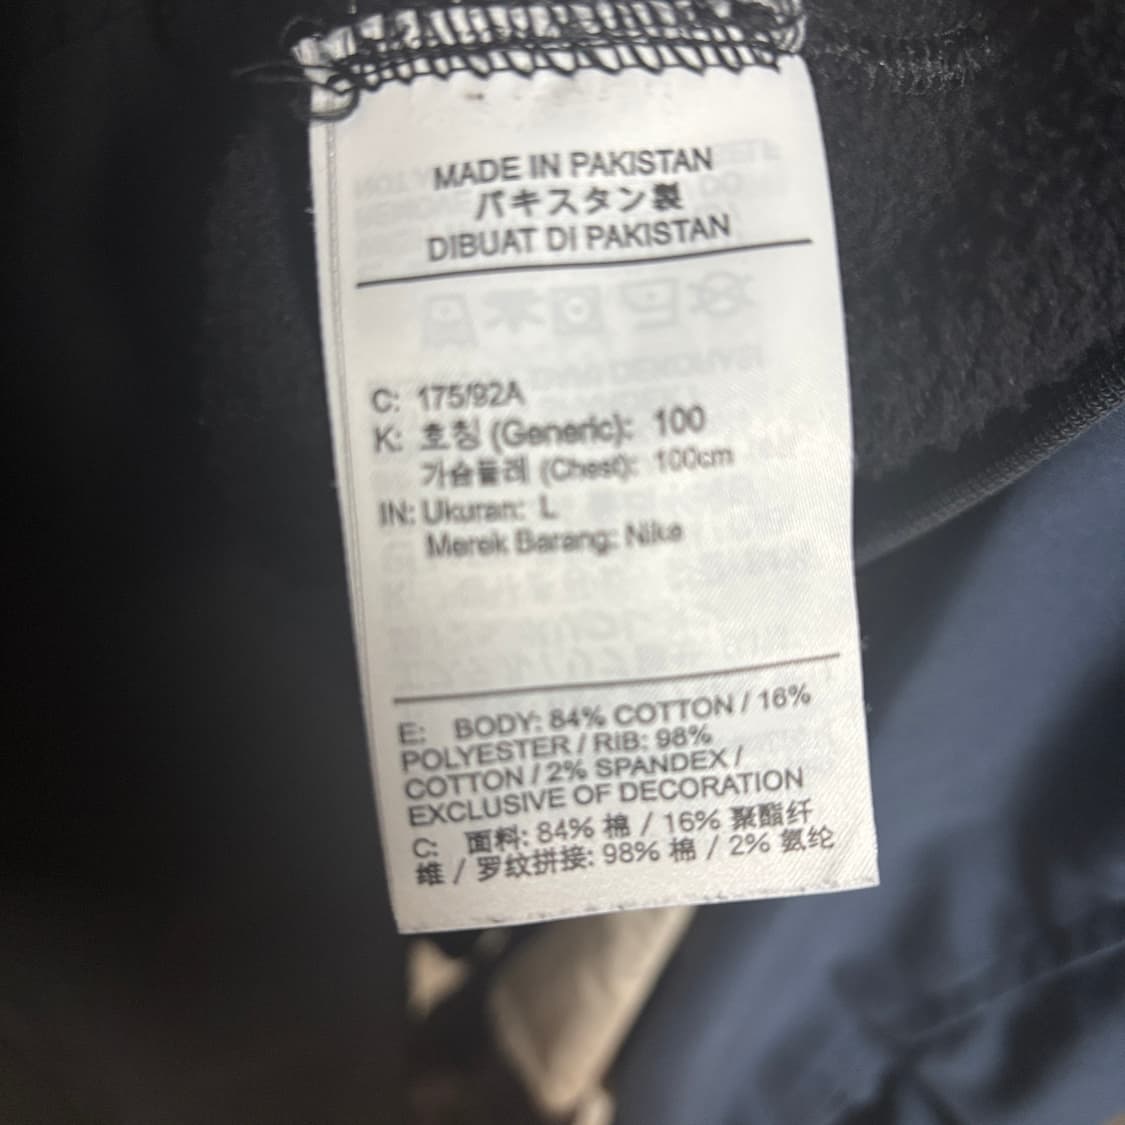 MADE IN PAKISTAN
パキスタン製
DIBUAT DI PAKISTAN
C: 175/92A
K: 호칭 (Generic): 100
가슴둘레 (Chest): 100cm
IN: Ukuran: L
Merek Barang: Nike
E: BODY: 84% COTTON / 16%
POLYESTER / RIB: 98%
COTTON / 2% SPANDEX /
EXCLUSIVE OF DECORATION
C: 面料: 84% 棉 / 16% 聚酯纤
维 / 罗纹拼接: 98% 棉 / 2% 氨纶